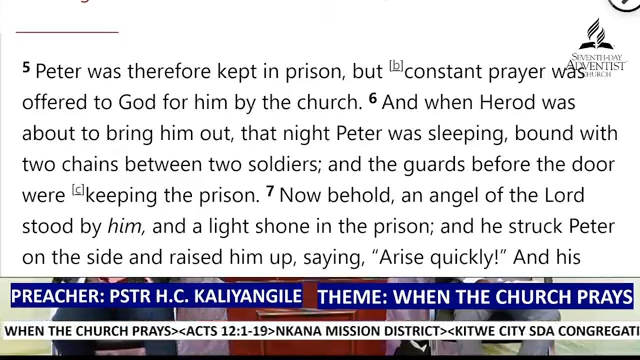 SEVENTH-DAY
ADVENTIST
CHURCH
5 Peter was therefore kept in prison, but [b]constant prayer was
offered to God for him by the church. 6 And when Herod was
about to bring him out, that night Peter was sleeping, bound with
two chains between two soldiers; and the guards before the door
were [c]keeping the prison. 7 Now behold, an angel of the Lord
stood by him, and a light shone in the prison; and he struck Peter
on the side and raised him up, saying, “Arise quickly!” And his
PREACHER: PSTR H.C. KALIYANGILE THEME: WHEN THE CHURCH PRAYS
WHEN THE CHURCH PRAYS><ACTS 12:1-19>NKANA MISSION DISTRICT><KITWE CITY SDA CONGREGATI